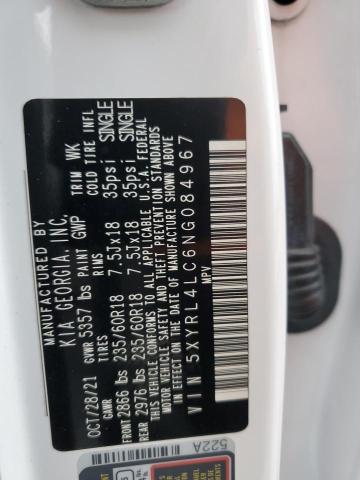 MANUFACTURED BY
KIA GEORGIA, INC.
OCT/28/21 GVWR 5357 lbs PAINT GWP TRIM WK
GAWR TIRES RIMS COLD TIRE INFL
FRONT 2866 lbs 235/60R18 7.5JX18 35psi SINGLE
REAR 2976 lbs 235/60R18 7.5JX18 35psi SINGLE
THIS VEHICLE CONFORMS TO ALL APPLICABLE U.S.A. FEDERAL
MOTOR VEHICLE SAFETY, BUMPER AND THEFT PREVENTION STANDARDS
IN EFFECT ON THE DATE OF MANUFACTURE SHOWN ABOVE.
VIN 5XYRL4LC6NG084967
MPV
522A